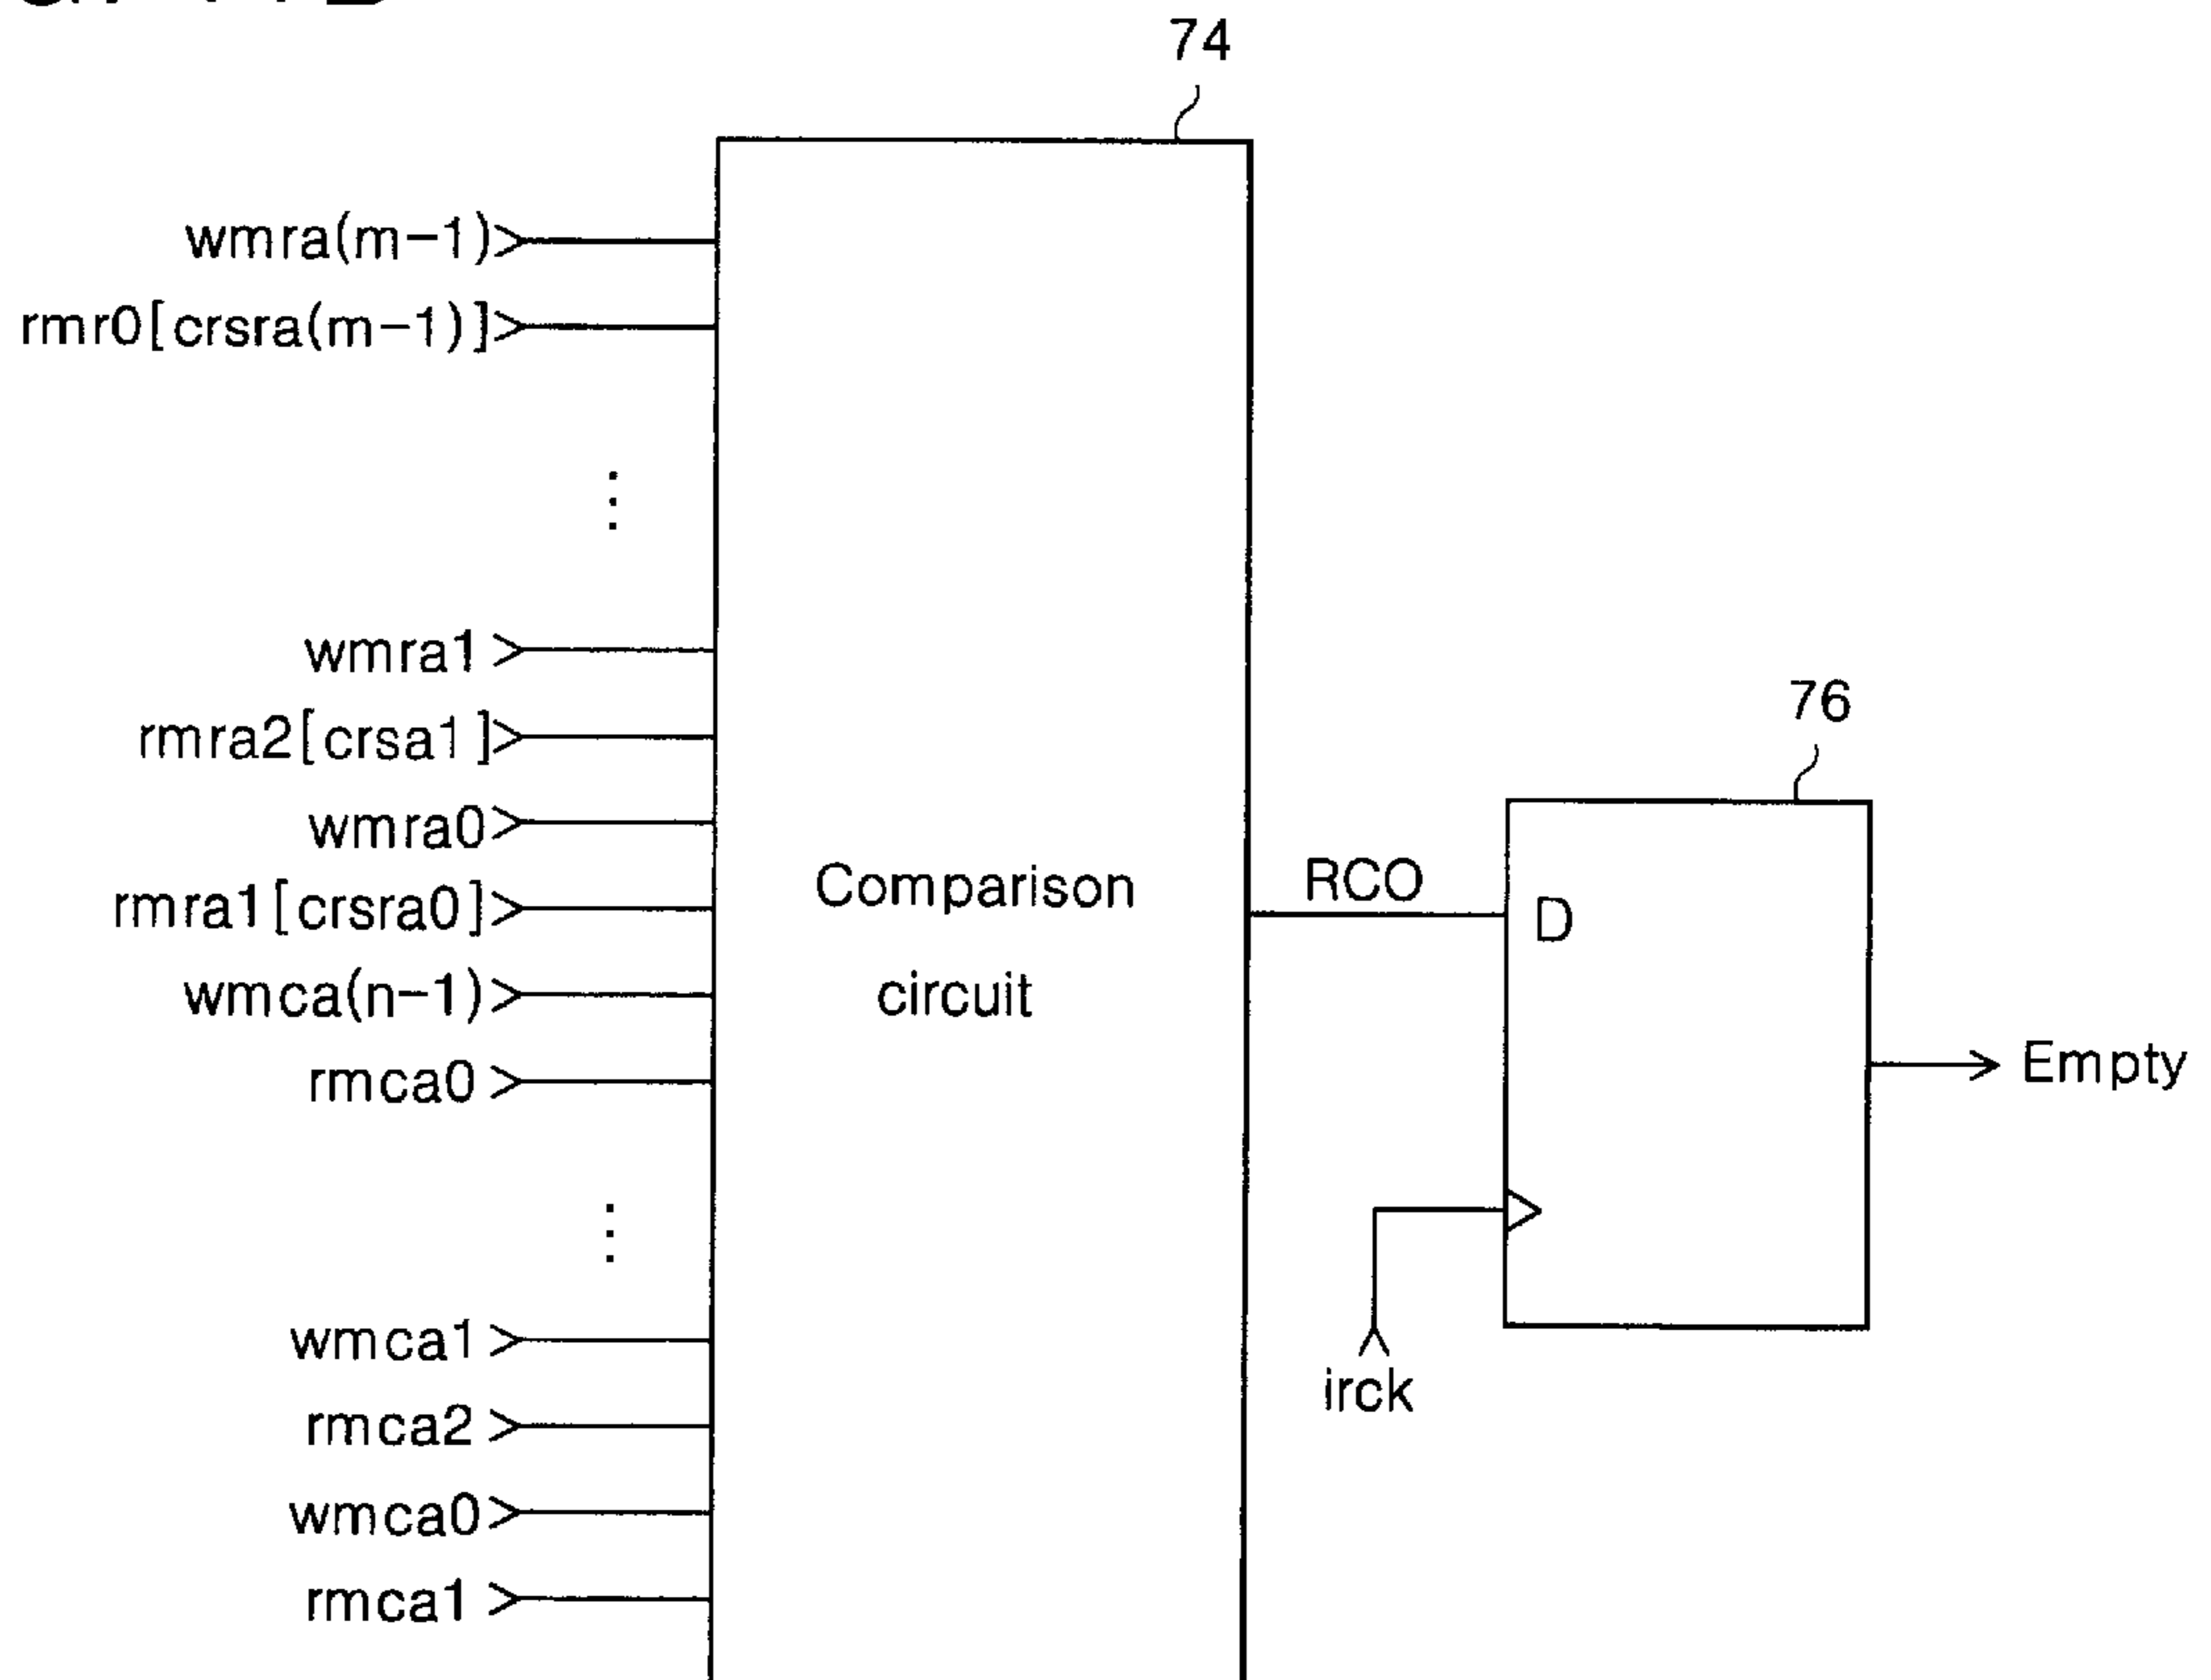 74
wmra(m-1)
rmr0[crsra(m-1)]
wmra1
rmra2[crsa1]
wmra0
rmra1[crsra0]
wmca(n-1)
rmca0
wmca1
rmca2
wmca0
rmca1
Comparison
circuit
RCO
76
D
irck
Empty